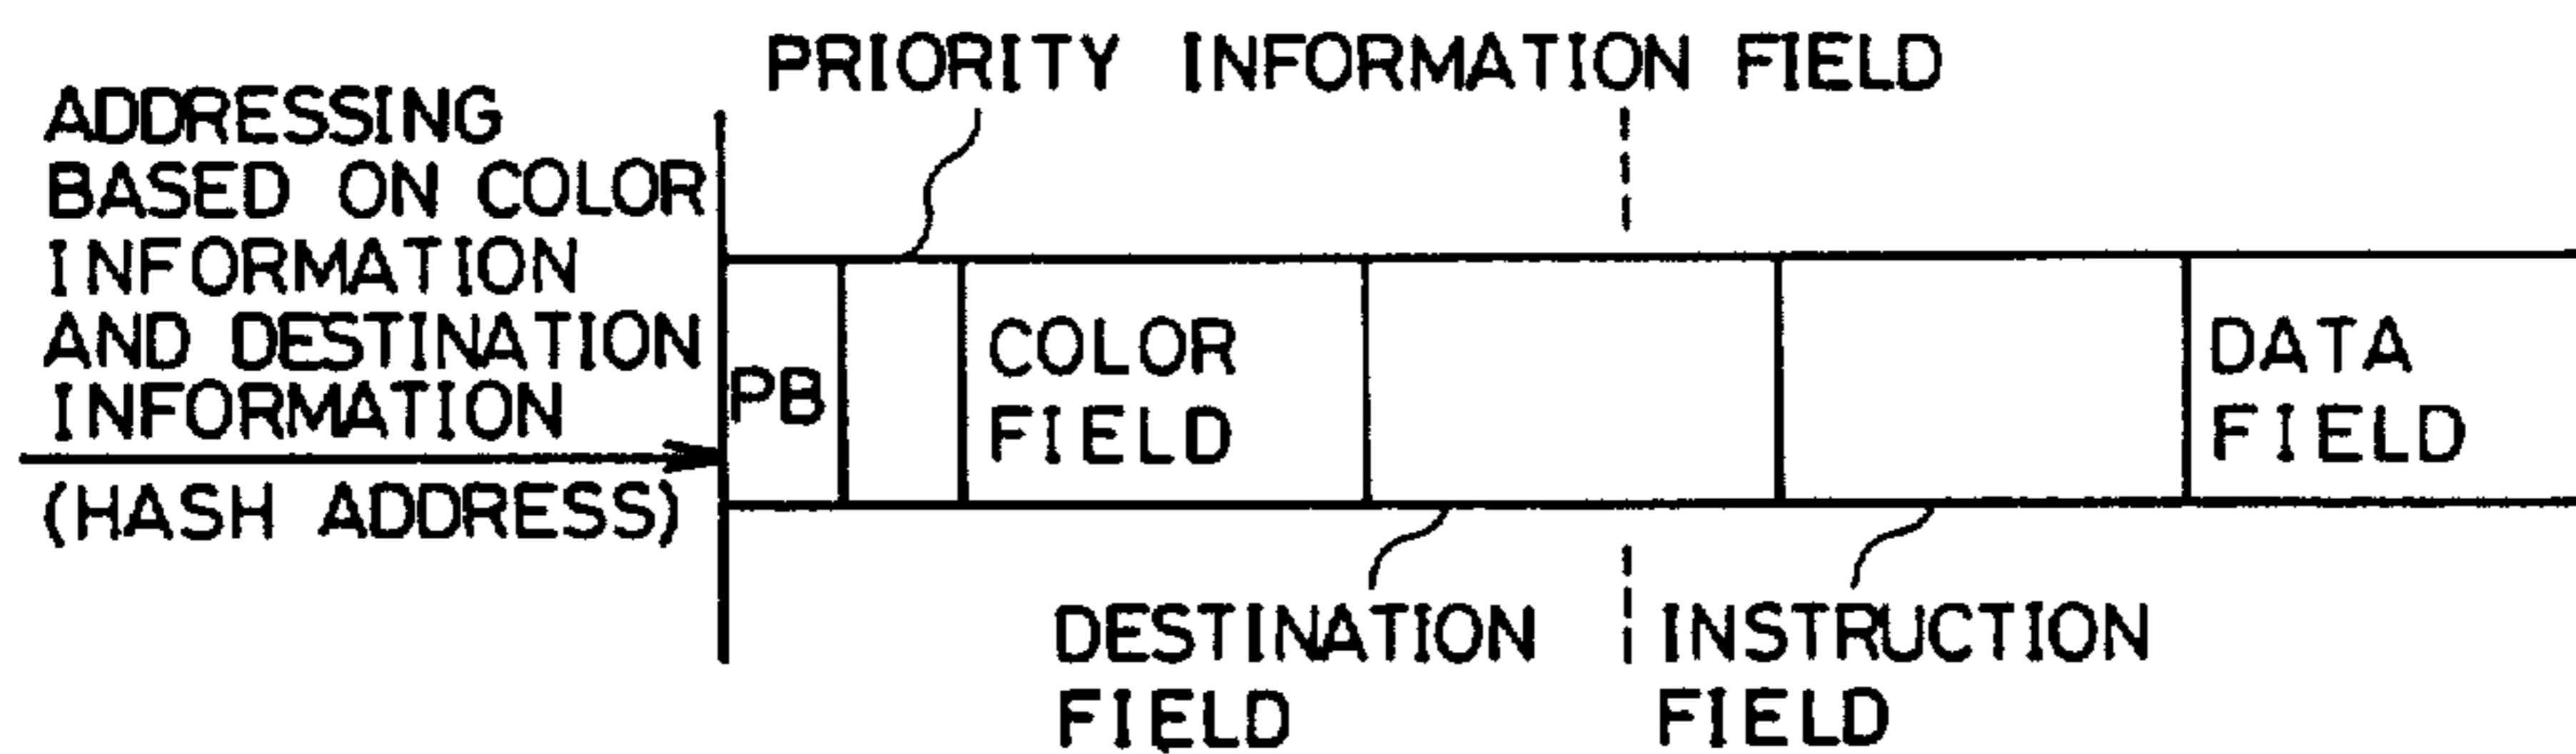 PRIORITY INFORMATION FIELD
ADDRESSING
BASED ON COLOR
INFORMATION
AND DESTINATION
INFORMATION
(HASH ADDRESS)
PB
COLOR
FIELD
DATA
FIELD
DESTINATION
FIELD
INSTRUCTION
FIELD